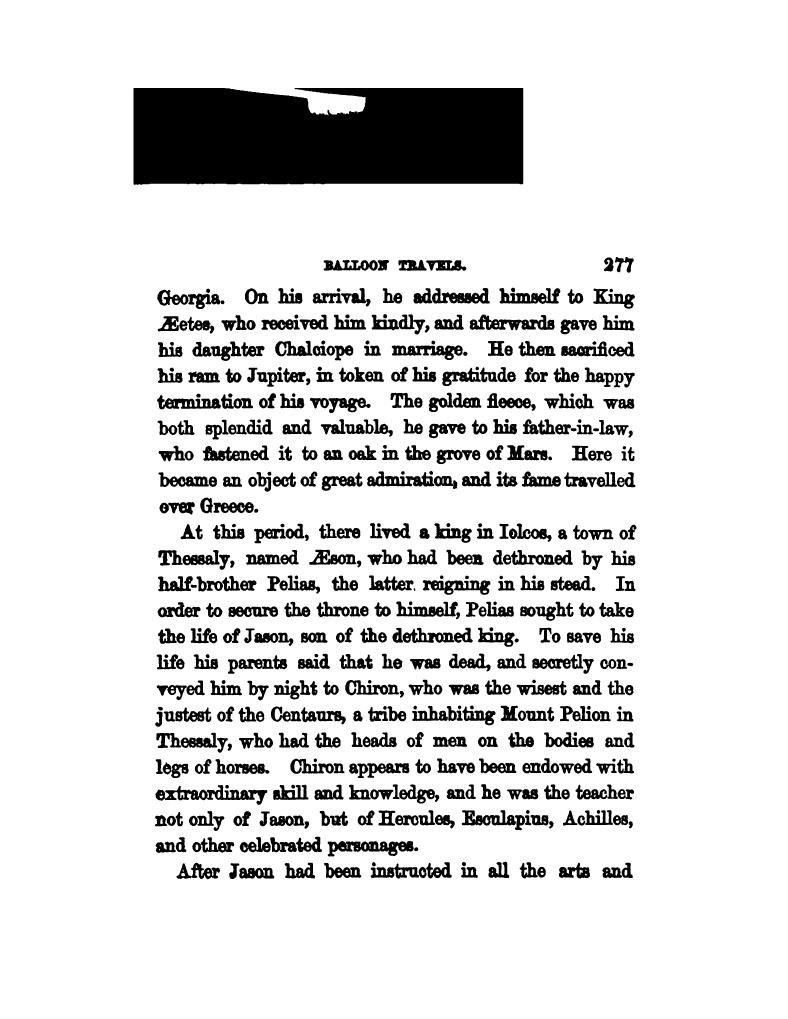 BALLOON TRAVELS. 277
Georgia. On his arrival, he addressed himself to King
Æetes, who received him kindly, and afterwards gave him
his daughter Chalciope in marriage. He then sacrificed
his ram to Jupiter, in token of his gratitude for the happy
termination of his voyage. The golden fleece, which was
both splendid and valuable, he gave to his father-in-law,
who fastened it to an oak in the grove of Mars. Here it
became an object of great admiration, and its fame travelled
over Greece.
At this period, there lived a king in Iolcos, a town of
Thessaly, named Æson, who had been dethroned by his
half-brother Pelias, the latter reigning in his stead. In
order to secure the throne to himself, Pelias sought to take
the life of Jason, son of the dethroned king. To save his
life his parents said that he was dead, and secretly con-
veyed him by night to Chiron, who was the wisest and the
justest of the Centaurs, a tribe inhabiting Mount Pelion in
Thessaly, who had the heads of men on the bodies and
legs of horses. Chiron appears to have been endowed with
extraordinary skill and knowledge, and he was the teacher
not only of Jason, but of Hercules, Esculapius, Achilles,
and other celebrated personages.
After Jason had been instructed in all the arts and